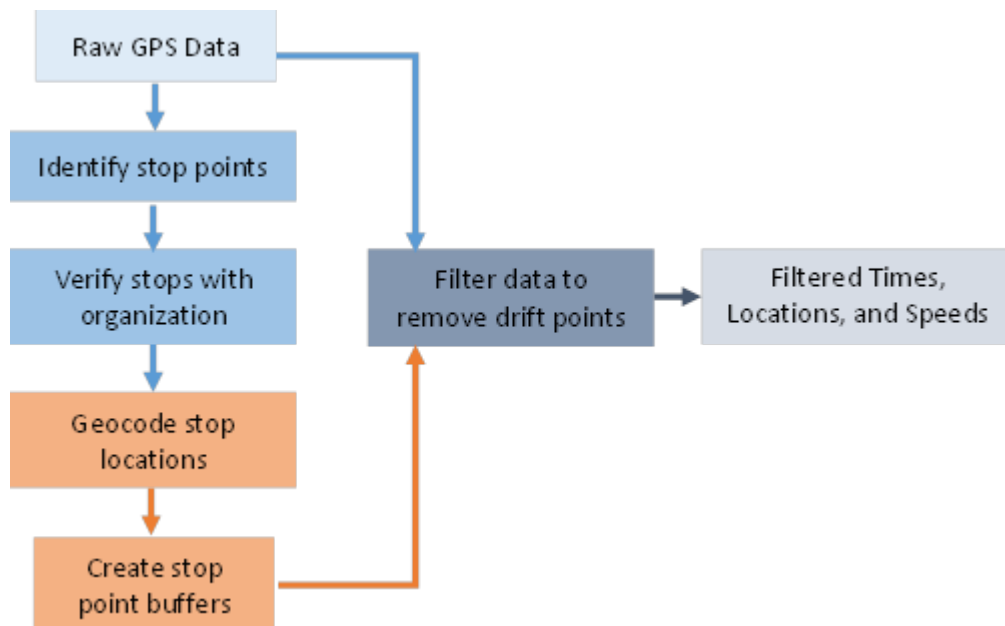 Raw GPS Data
Identify stop points
Verify stops with
organization
Geocode stop
locations
Create stop
point buffers
Filter data to
remove drift points
Filtered Times,
Locations, and Speeds